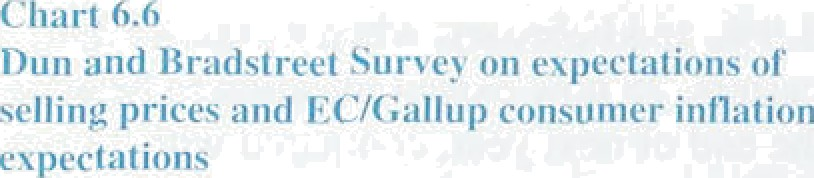 Chart 6.6
Dun and Bradstreet Survey on expectations of
selling prices and EC/Gallup consumer inflation
expectations